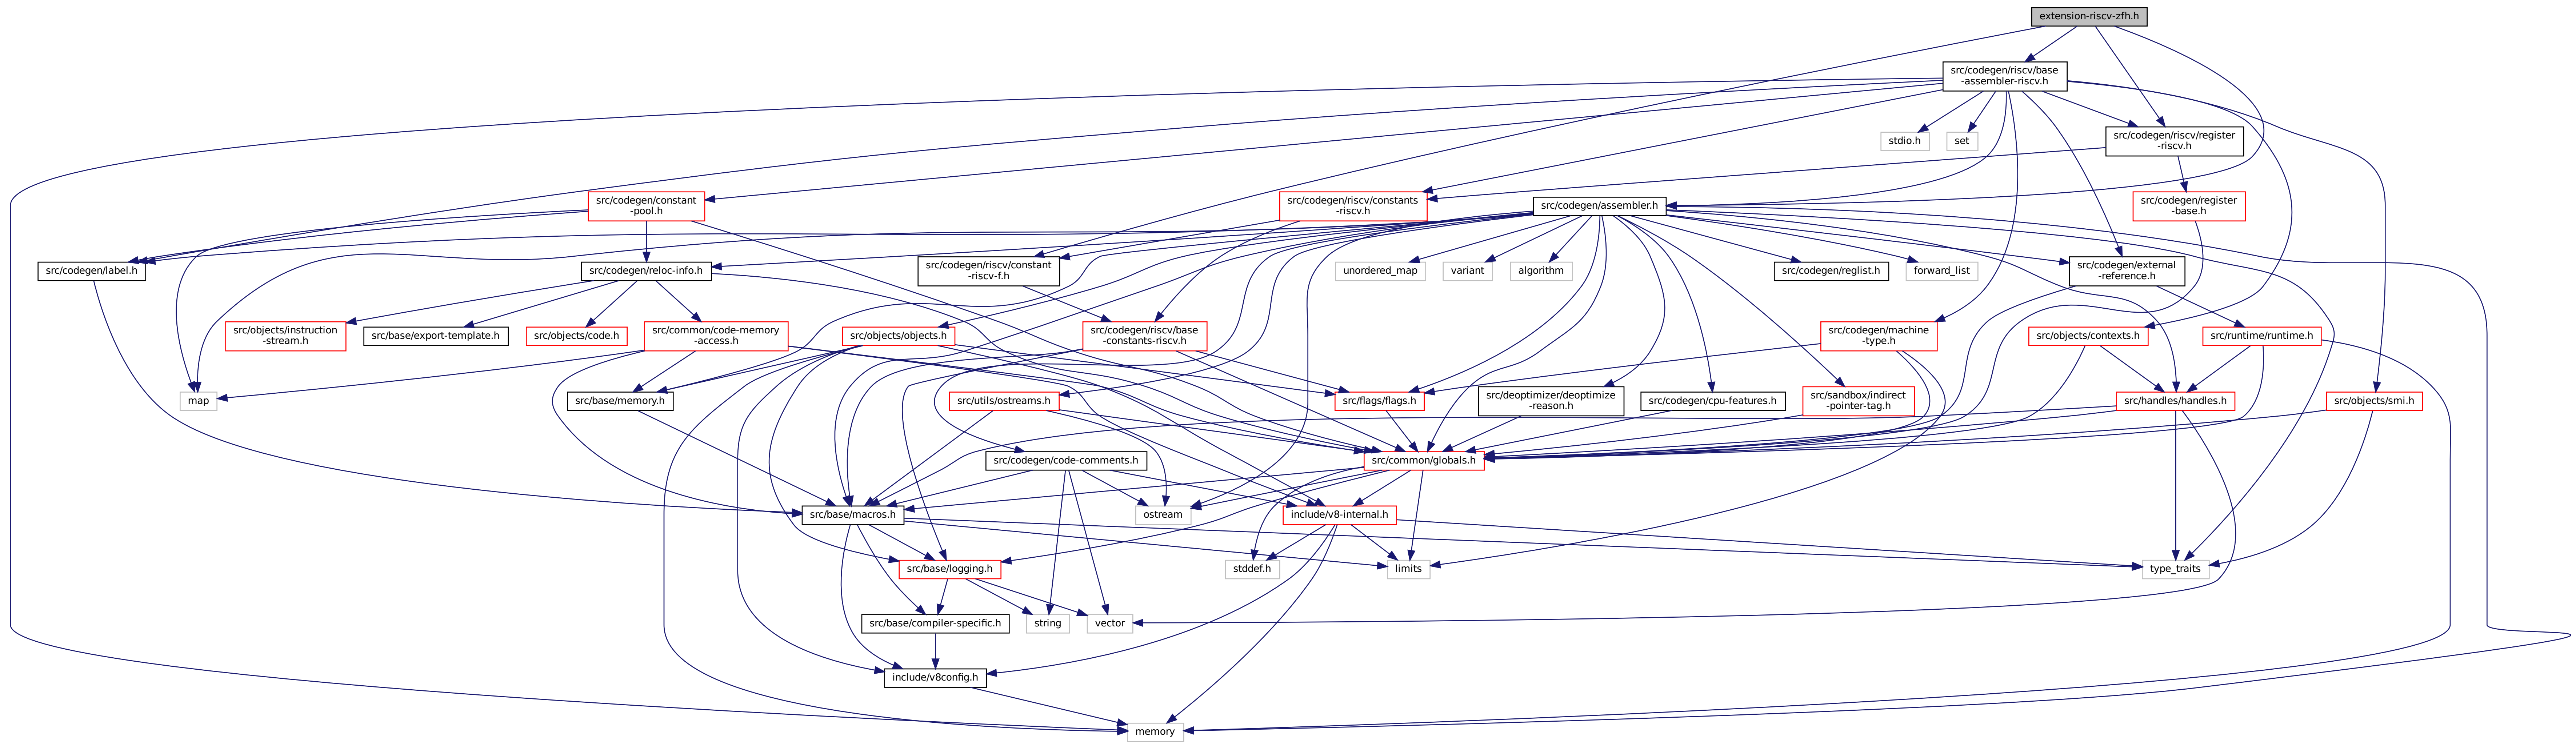 extension-riscv-zfh.h
src/codegen/riscv/base
-assembler-riscv.h
stdio.h
set
src/codegen/riscv/register
-riscv.h
src/codegen/constant
-pool.h
src/codegen/riscv/constants
-riscv.h
src/codegen/assembler.h
src/codegen/register
-base.h
src/codegen/label.h
src/codegen/reloc-info.h
src/codegen/riscv/constant
-riscv-f.h
unordered_map
variant
algorithm
src/codegen/reglist.h
forward_list
src/codegen/external
-reference.h
src/objects/instruction
-stream.h
src/base/export-template.h
src/objects/code.h
src/common/code-memory
-access.h
src/objects/objects.h
src/codegen/riscv/base
-constants-riscv.h
src/codegen/machine
-type.h
src/objects/contexts.h
src/runtime/runtime.h
map
src/base/memory.h
src/utils/ostreams.h
src/flags/flags.h
src/deoptimizer/deoptimize
-reason.h
src/codegen/cpu-features.h
src/sandbox/indirect
-pointer-tag.h
src/handles/handles.h
src/objects/smi.h
src/codegen/code-comments.h
src/common/globals.h
src/base/macros.h
ostream
include/v8-internal.h
src/base/logging.h
stddef.h
limits
type_traits
src/base/compiler-specific.h
string
vector
include/v8config.h
memory